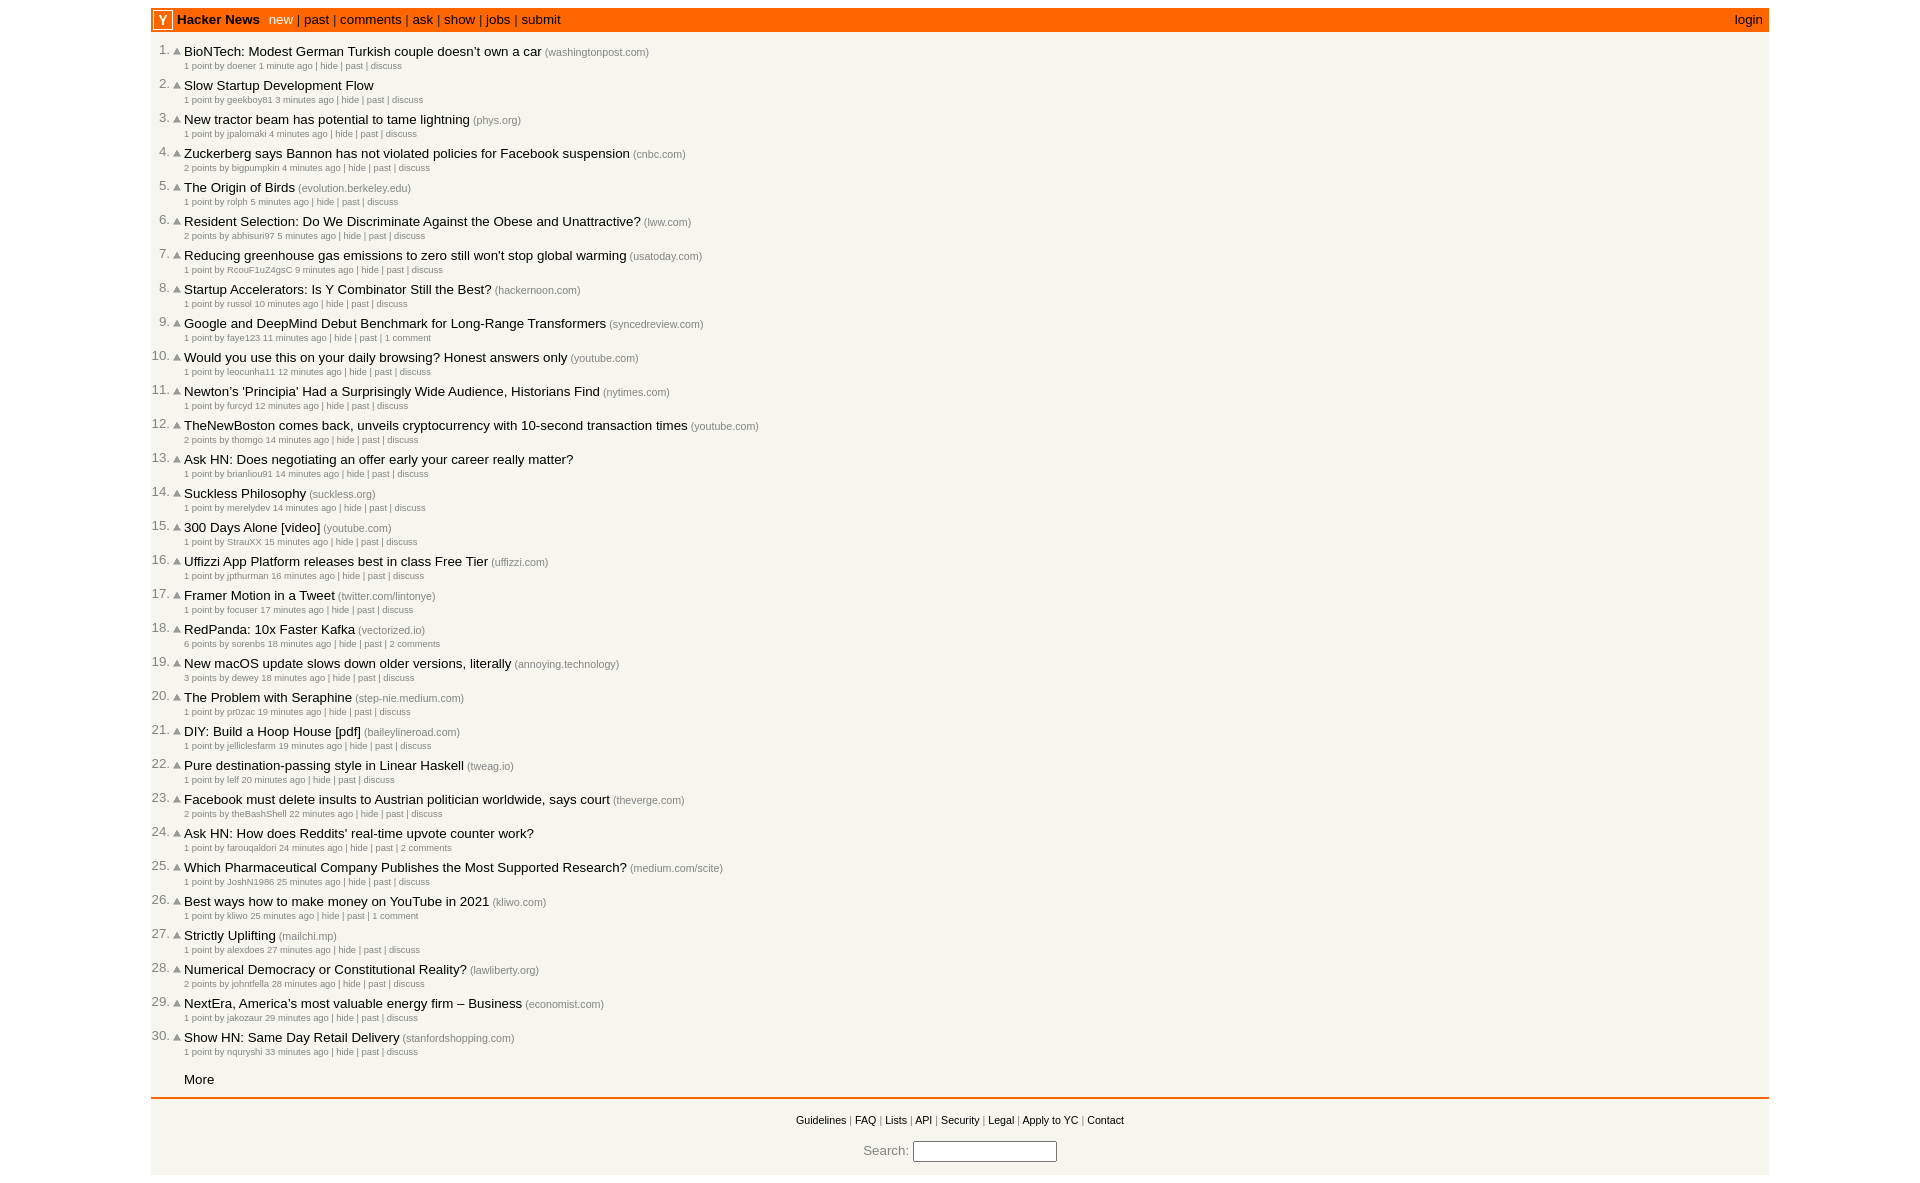 Y Hacker News new | past | comments | ask | show | jobs | submit login
1. BioNTech: Modest German Turkish couple doesn’t own a car (washingtonpost.com)
1 point by doener 1 minute ago | hide | past | discuss
2. Slow Startup Development Flow
1 point by geekboy81 3 minutes ago | hide | past | discuss
3. New tractor beam has potential to tame lightning (phys.org)
1 point by jpalomaki 4 minutes ago | hide | past | discuss
4. Zuckerberg says Bannon has not violated policies for Facebook suspension (cnbc.com)
2 points by bigpumpkin 4 minutes ago | hide | past | discuss
5. The Origin of Birds (evolution.berkeley.edu)
1 point by rolph 5 minutes ago | hide | past | discuss
6. Resident Selection: Do We Discriminate Against the Obese and Unattractive? (lww.com)
2 points by abhisuri97 5 minutes ago | hide | past | discuss
7. Reducing greenhouse gas emissions to zero still won't stop global warming (usatoday.com)
1 point by RcouF1uZ4gsC 9 minutes ago | hide | past | discuss
8. Startup Accelerators: Is Y Combinator Still the Best? (hackernoon.com)
1 point by russol 10 minutes ago | hide | past | discuss
9. Google and DeepMind Debut Benchmark for Long-Range Transformers (syncedreview.com)
1 point by faye123 11 minutes ago | hide | past | 1 comment
10. Would you use this on your daily browsing? Honest answers only (youtube.com)
1 point by leocunha11 12 minutes ago | hide | past | discuss
11. Newton’s 'Principia' Had a Surprisingly Wide Audience, Historians Find (nytimes.com)
1 point by furcyd 12 minutes ago | hide | past | discuss
12. TheNewBoston comes back, unveils cryptocurrency with 10-second transaction times (youtube.com)
2 points by thomgo 14 minutes ago | hide | past | discuss
13. Ask HN: Does negotiating an offer early your career really matter?
1 point by brianliou91 14 minutes ago | hide | past | discuss
14. Suckless Philosophy (suckless.org)
1 point by merelydev 14 minutes ago | hide | past | discuss
15. 300 Days Alone [video] (youtube.com)
1 point by StrauXX 15 minutes ago | hide | past | discuss
16. Uffizzi App Platform releases best in class Free Tier (uffizzi.com)
1 point by jpthurman 16 minutes ago | hide | past | discuss
17. Framer Motion in a Tweet (twitter.com/lintonye)
1 point by focuser 17 minutes ago | hide | past | discuss
18. RedPanda: 10x Faster Kafka (vectorized.io)
6 points by sorenbs 18 minutes ago | hide | past | 2 comments
19. New macOS update slows down older versions, literally (annoying.technology)
3 points by dewey 18 minutes ago | hide | past | discuss
20. The Problem with Seraphine (step-nie.medium.com)
1 point by pr0zac 19 minutes ago | hide | past | discuss
21. DIY: Build a Hoop House [pdf] (baileylineroad.com)
1 point by jelliclesfarm 19 minutes ago | hide | past | discuss
22. Pure destination-passing style in Linear Haskell (tweag.io)
1 point by lelf 20 minutes ago | hide | past | discuss
23. Facebook must delete insults to Austrian politician worldwide, says court (theverge.com)
2 points by theBashShell 22 minutes ago | hide | past | discuss
24. Ask HN: How does Reddits' real-time upvote counter work?
1 point by farouqaldori 24 minutes ago | hide | past | 2 comments
25. Which Pharmaceutical Company Publishes the Most Supported Research? (medium.com/scite)
1 point by JoshN1986 25 minutes ago | hide | past | discuss
26. Best ways how to make money on YouTube in 2021 (kliwo.com)
1 point by kliwo 25 minutes ago | hide | past | 1 comment
27. Strictly Uplifting (mailchi.mp)
1 point by alexdoes 27 minutes ago | hide | past | discuss
28. Numerical Democracy or Constitutional Reality? (lawliberty.org)
2 points by johntfella 28 minutes ago | hide | past | discuss
29. NextEra, America’s most valuable energy firm – Business (economist.com)
1 point by jakozaur 29 minutes ago | hide | past | discuss
30. Show HN: Same Day Retail Delivery (stanfordshopping.com)
1 point by nquryshi 33 minutes ago | hide | past | discuss
More
Guidelines | FAQ | Lists | API | Security | Legal | Apply to YC | Contact
Search: